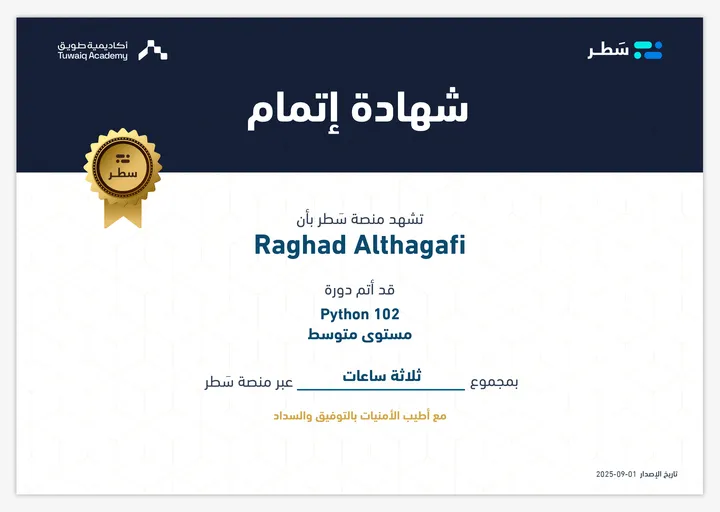 سَطر
أكاديمية طويق
Tuwaiq Academy
شهادة إتمام
سطر
تشهد منصة سَطر بأن
Raghad Althagafi
قد أتم دورة
Python 102
مستوى متوسط
بمجموع ثلاثة ساعات عبر منصة سَطر
مع أطيب الأمنيات بالتوفيق والسداد
تاريخ الإصدار 2025-09-01